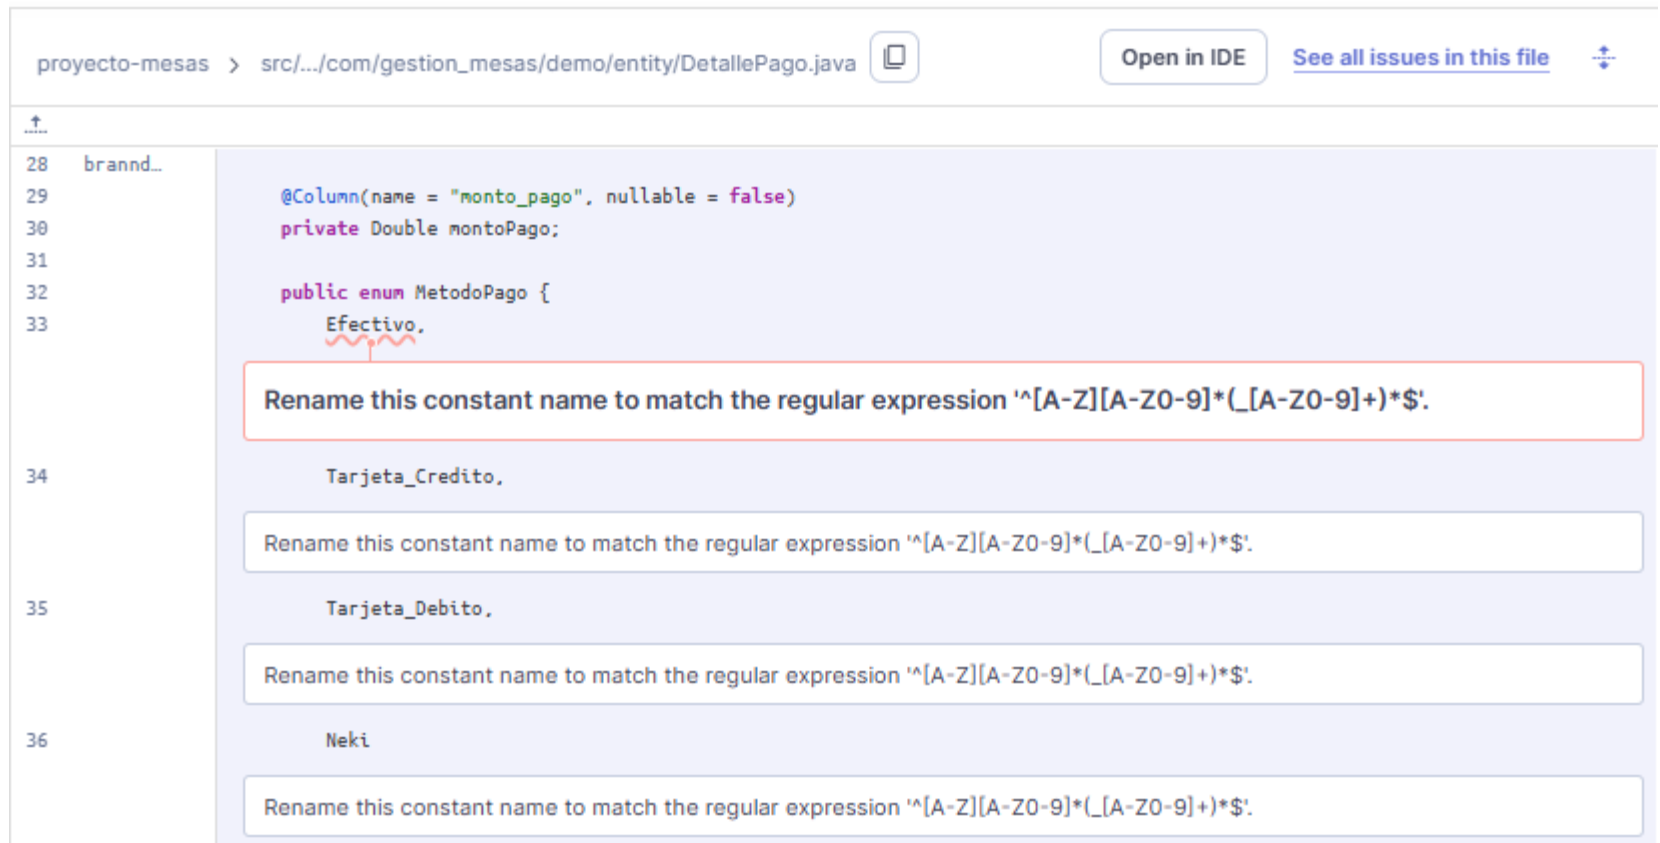 proyecto-mesas > src/.../com/gestion_mesas/demo/entity/DetallePago.java Open in IDE See all issues in this file
28 brannd…
29 @Column(name = "monto_pago", nullable = false)
30 private Double montoPago;
31
32 public enum MetodoPago {
33 Efectivo,
Rename this constant name to match the regular expression '^[A-Z][A-Z0-9]*(_[A-Z0-9]+)*$'.
34 Tarjeta_Credito,
Rename this constant name to match the regular expression '^[A-Z][A-Z0-9]*(_[A-Z0-9]+)*$'.
35 Tarjeta_Debito,
Rename this constant name to match the regular expression '^[A-Z][A-Z0-9]*(_[A-Z0-9]+)*$'.
36 Neki
Rename this constant name to match the regular expression '^[A-Z][A-Z0-9]*(_[A-Z0-9]+)*$'.